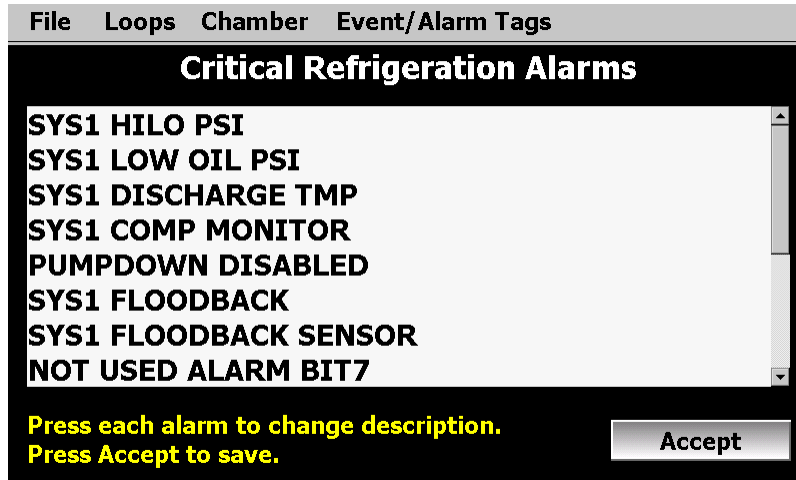 File Loops Chamber Event/Alarm Tags
Critical Refrigeration Alarms
SYS1 HILO PSI
SYS1 LOW OIL PSI
SYS1 DISCHARGE TMP
SYS1 COMP MONITOR
PUMPDOWN DISABLED
SYS1 FLOODBACK
SYS1 FLOODBACK SENSOR
NOT USED ALARM BIT7
Press each alarm to change description.
Press Accept to save.
Accept